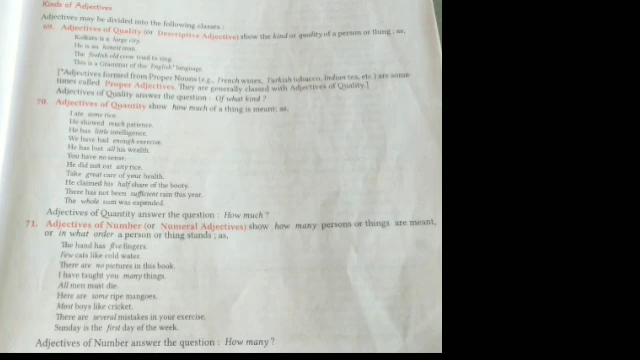 Kinds of Adjectives
Adjectives may be divided into the following classes :
69. Adjectives of Quality (or Descriptive Adjective) show the kind or quality of a person or thing ; as,
Kolkata is a large city.
He is an honest man.
The foolish old crow tried to sing.
This is a Grammar of the English* language.
[*Adjectives formed from Proper Nouns (e.g., French wines, Turkish tobacco, Indian tea, etc.) are some
times called Proper Adjectives. They are generally classed with Adjectives of Quality.]
Adjectives of Quality answer the question : Of what kind ?
70. Adjectives of Quantity show how much of a thing is meant; as,
I ate some rice.
He showed much patience.
He has little intelligence.
We have had enough exercise.
He has lost all his wealth.
You have no sense.
He did not eat any rice.
Take great care of your health.
He claimed his half share of the booty.
There has not been sufficient rain this year.
The whole sum was expended.
Adjectives of Quantity answer the question : How much ?
71. Adjectives of Number (or Numeral Adjectives) show how many persons or things are meant,
or in what order a person or thing stands ; as,
The hand has five fingers.
Few cats like cold water.
There are no pictures in this book.
I have taught you many things.
All men must die.
Here are some ripe mangoes.
Most boys like cricket.
There are several mistakes in your exercise.
Sunday is the first day of the week.
Adjectives of Number answer the question : How many ?